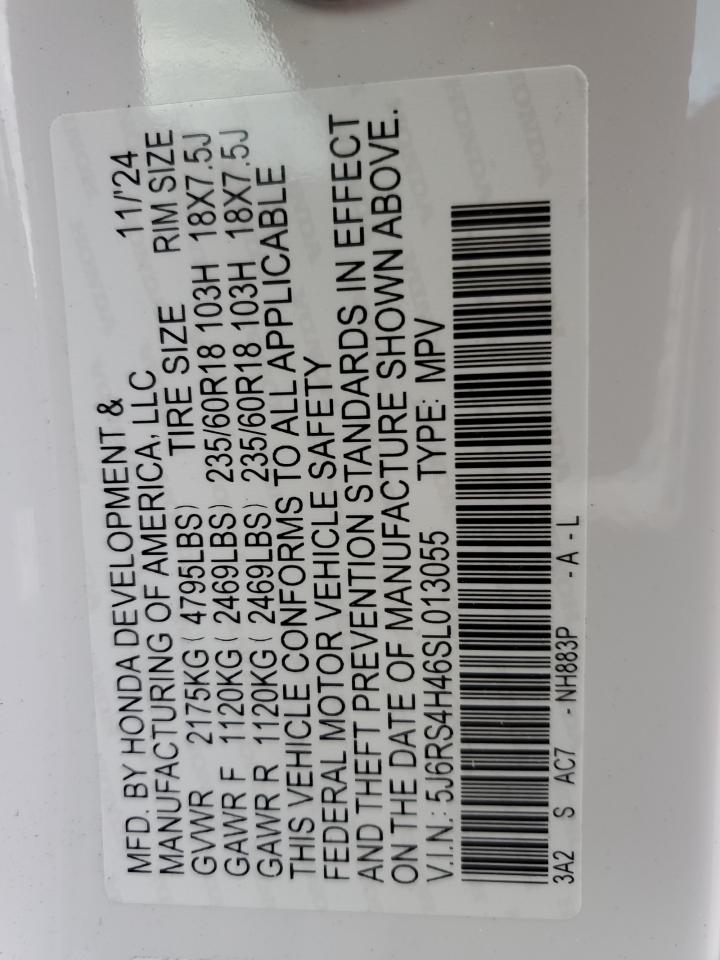 MFD. BY HONDA DEVELOPMENT &
MANUFACTURING OF AMERICA, LLC 11/'24
GVWR 2175KG ( 4795LBS) TIRE SIZE RIM SIZE
GAWR F 1120KG ( 2469LBS) 235/60R18 103H 18X7.5J
GAWR R 1120KG ( 2469LBS) 235/60R18 103H 18X7.5J
THIS VEHICLE CONFORMS TO ALL APPLICABLE
FEDERAL MOTOR VEHICLE SAFETY
AND THEFT PREVENTION STANDARDS IN EFFECT
ON THE DATE OF MANUFACTURE SHOWN ABOVE.
V.I.N.: 5J6RS4H46SL013055 TYPE: MPV
3A2 S AC7 - NH883P - A - L